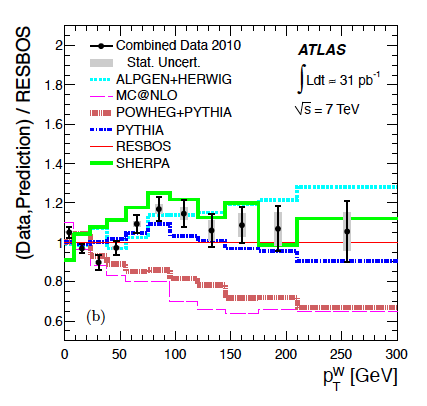 (Data,Prediction) / RESBOS
2
1.8
1.6
1.4
1.2
1
0.8
0.6
Combined Data 2010
Stat. Uncert.
ALPGEN+HERWIG
MC@NLO
POWHEG+PYTHIA
PYTHIA
RESBOS
SHERPA
ATLAS
∫Ldt ≈ 31 pb⁻¹
√s = 7 TeV
(b)
0 50 100 150 200 250 300
p_T^W [GeV]